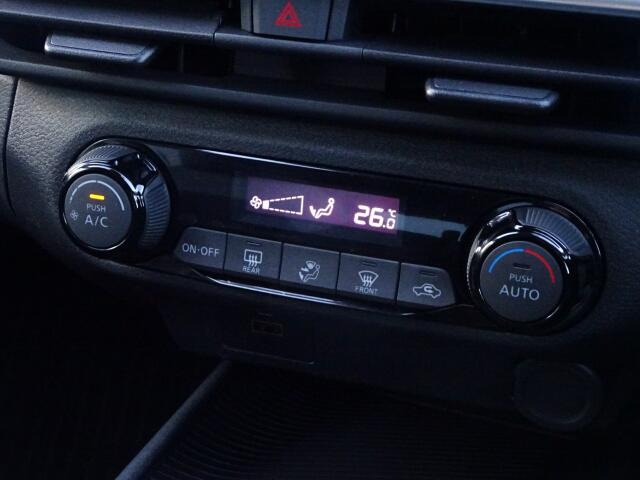 26.0 ℃
PUSH
A/C
ON·OFF
REAR
FRONT
PUSH
AUTO